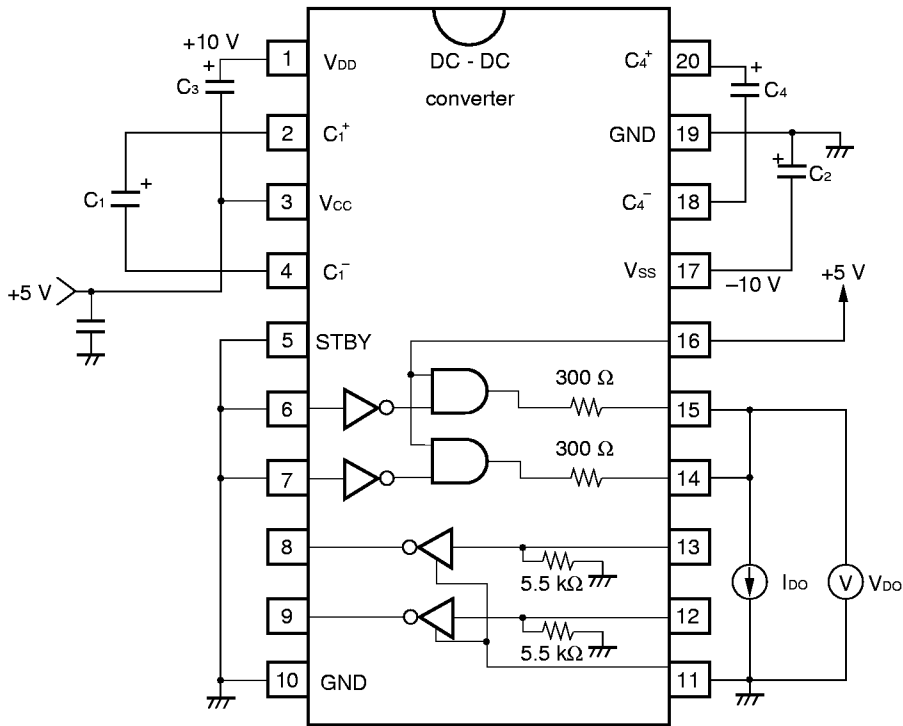 +10 V
+
C3
1
VDD
DC - DC
converter
C4+
20
+
C4
2
C1+
GND
19
+
C2
C1
+
3
VCC
C4−
18
4
C1−
VSS
17
−10 V
+5 V
+5 V
5
STBY
16
300 Ω
6
15
300 Ω
7
14
8
13
5.5 kΩ
IDO
V
VDO
9
12
5.5 kΩ
10
GND
11